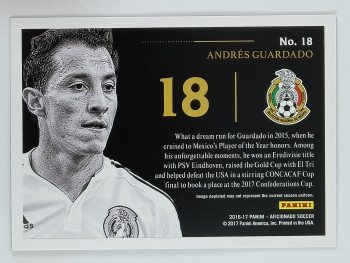 No. 18
ANDRÉS GUARDADO
18
What a dream run for Guardado in 2015, when he
cruised to Mexico's Player of the Year honors. Among
his unforgettable moments, he won an Eredivisie title
with PSV Eindhoven, raised the Gold Cup with El Tri
and helped defeat the USA in a stirring CONCACAF Cup
final to book a place at the 2017 Confederations Cup.
Image depicted may not represent the current season uniform.
PANINI
2016-17 PANINI – AFICIONADO SOCCER
© 2017 Panini America, Inc. Printed in the USA